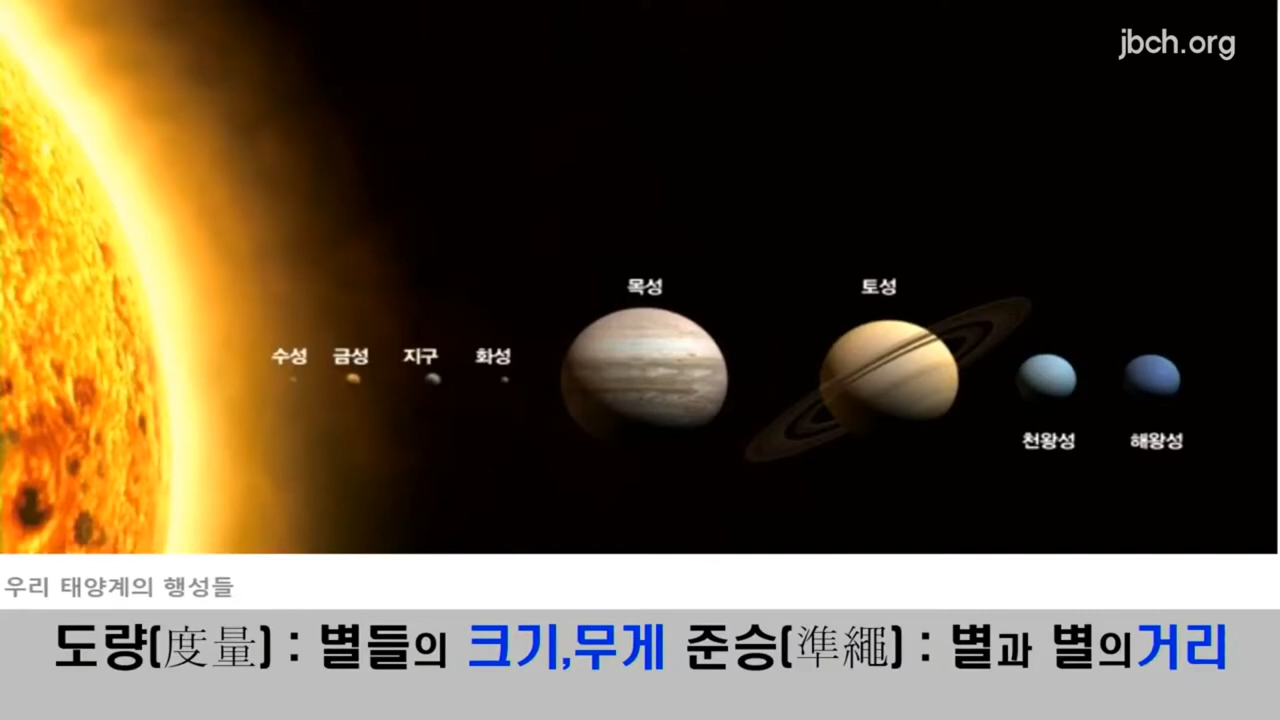 jbch.org
목성
토성
수성 금성 지구 화성
천왕성 해왕성
우리 태양계의 행성들
도량(度量) : 별들의 크기,무게 준승(準繩) : 별과 별의거리